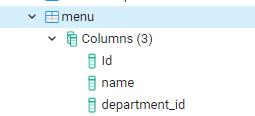 menu
Columns (3)
Id
name
department_id